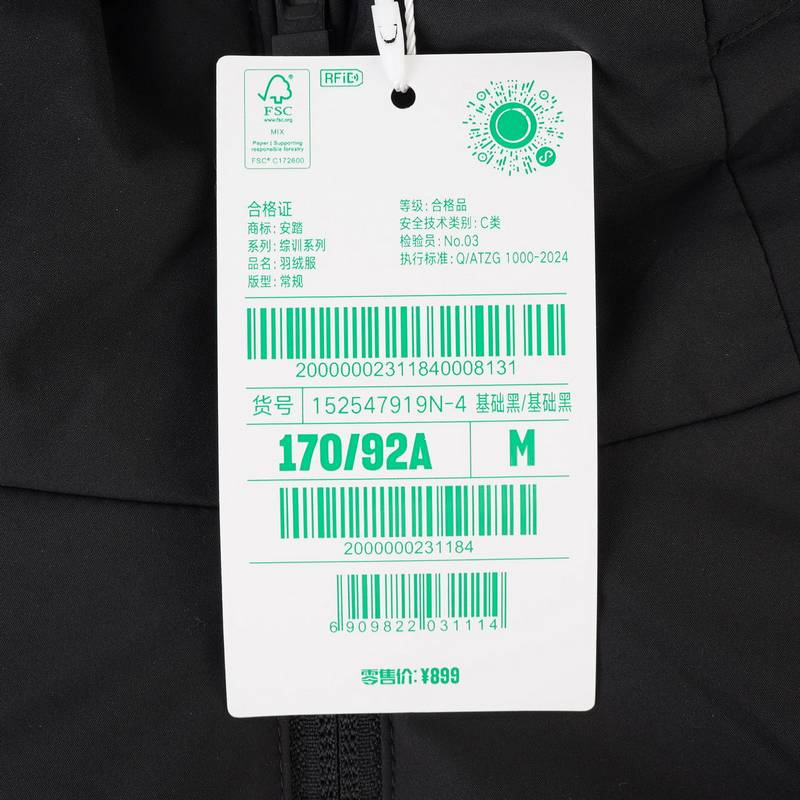 FSC
www.fsc.org
MIX
Paper | Supporting
responsible forestry
FSC® C172600
RFID
合格证
商标: 安踏
系列: 综训系列
品名: 羽绒服
版型: 常规
等级: 合格品
安全技术类别: C类
检验员: No.03
执行标准: Q/ATZG 1000-2024
20000002311840008131
货号 152547919N-4 基础黑/基础黑
170/92A M
2000000231184
6 909822 031114
零售价: ¥899